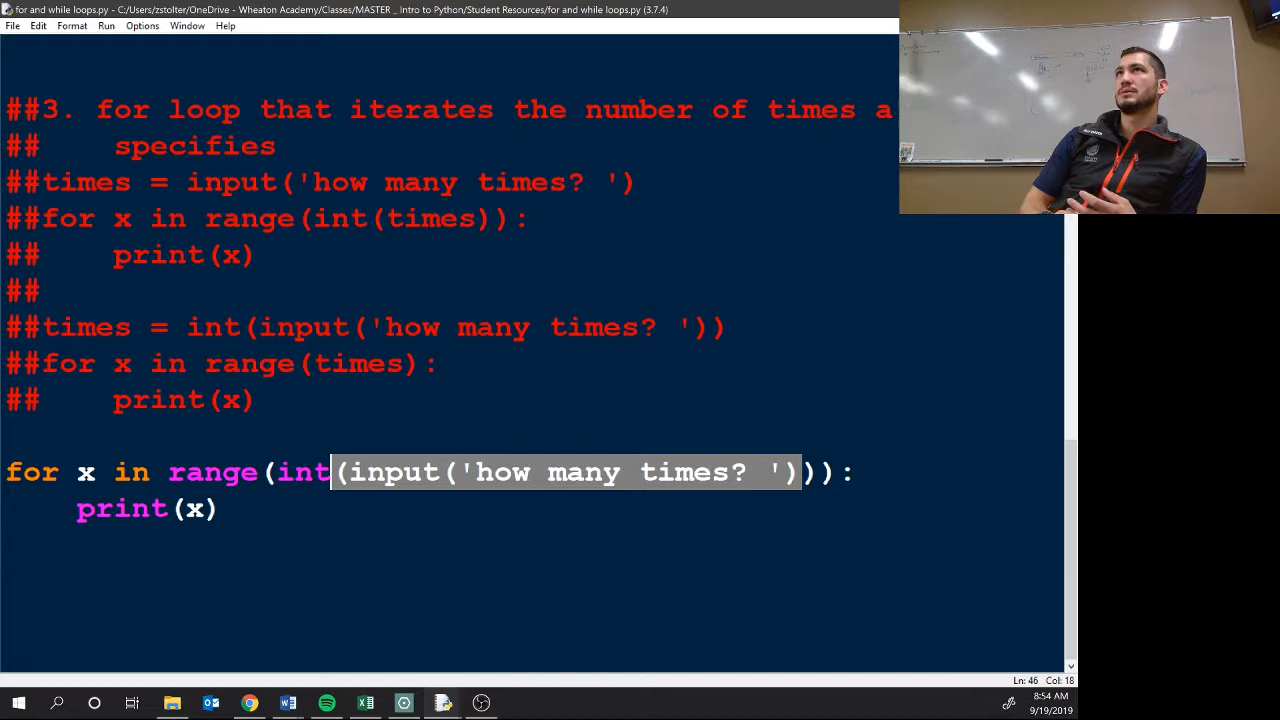 for and while loops.py - C:/Users/zstolter/OneDrive - Wheaton Academy/Classes/MASTER _ Intro to Python/Student Resources/for and while loops.py (3.7.4)
File Edit Format Run Options Window Help
##3. for loop that iterates the number of times a
## specifies
##times = input('how many times? ')
##for x in range(int(times)):
## print(x)
##
##times = int(input('how many times? '))
##for x in range(times):
## print(x)
for x in range(int(input('how many times? '))):
print(x)
Ln: 46 Col: 18
8:54 AM
9/19/2019